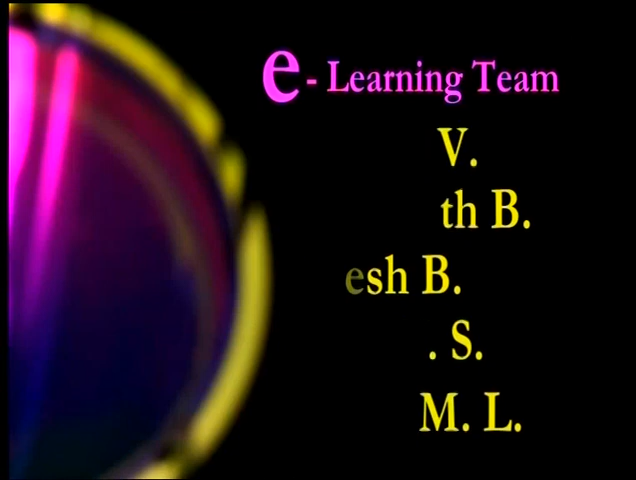 e- Learning Team
V.
th B.
esh B.
. S.
M. L.